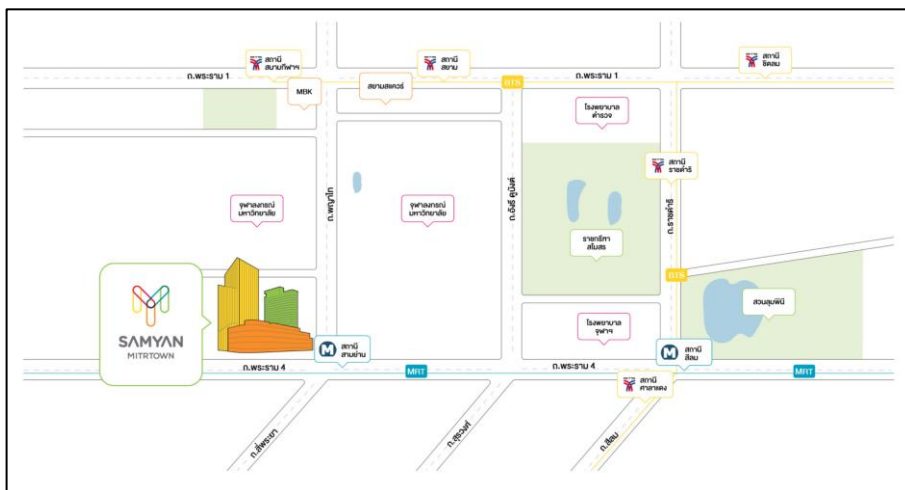 สถานี
สนามกีฬาฯ
สถานี
สยาม
สถานี
ชิดลม
ถ.พระราม 1
ถ.พระราม 1
MBK
สยามสแควร์
BTS
โรงพยาบาล
ตำรวจ
สถานี
ราชดำริ
จุฬาลงกรณ์
มหาวิทยาลัย
ถ.พญาไท
จุฬาลงกรณ์
มหาวิทยาลัย
ถ.อังรี ดูนังต์
ราชกรีฑา
สโมสร
ถ.ราชดำริ
BTS
สวนลุมพินี
SAMYAN
MITRTOWN
M
สถานี
สามย่าน
โรงพยาบาล
จุฬาฯ
M
สถานี
สีลม
ถ.พระราม 4
MRT
ถ.พระราม 4
MRT
สถานี
ศาลาแดง
ถ.สี่พระยา
ถ.สุรวงศ์
ถ.สีลม